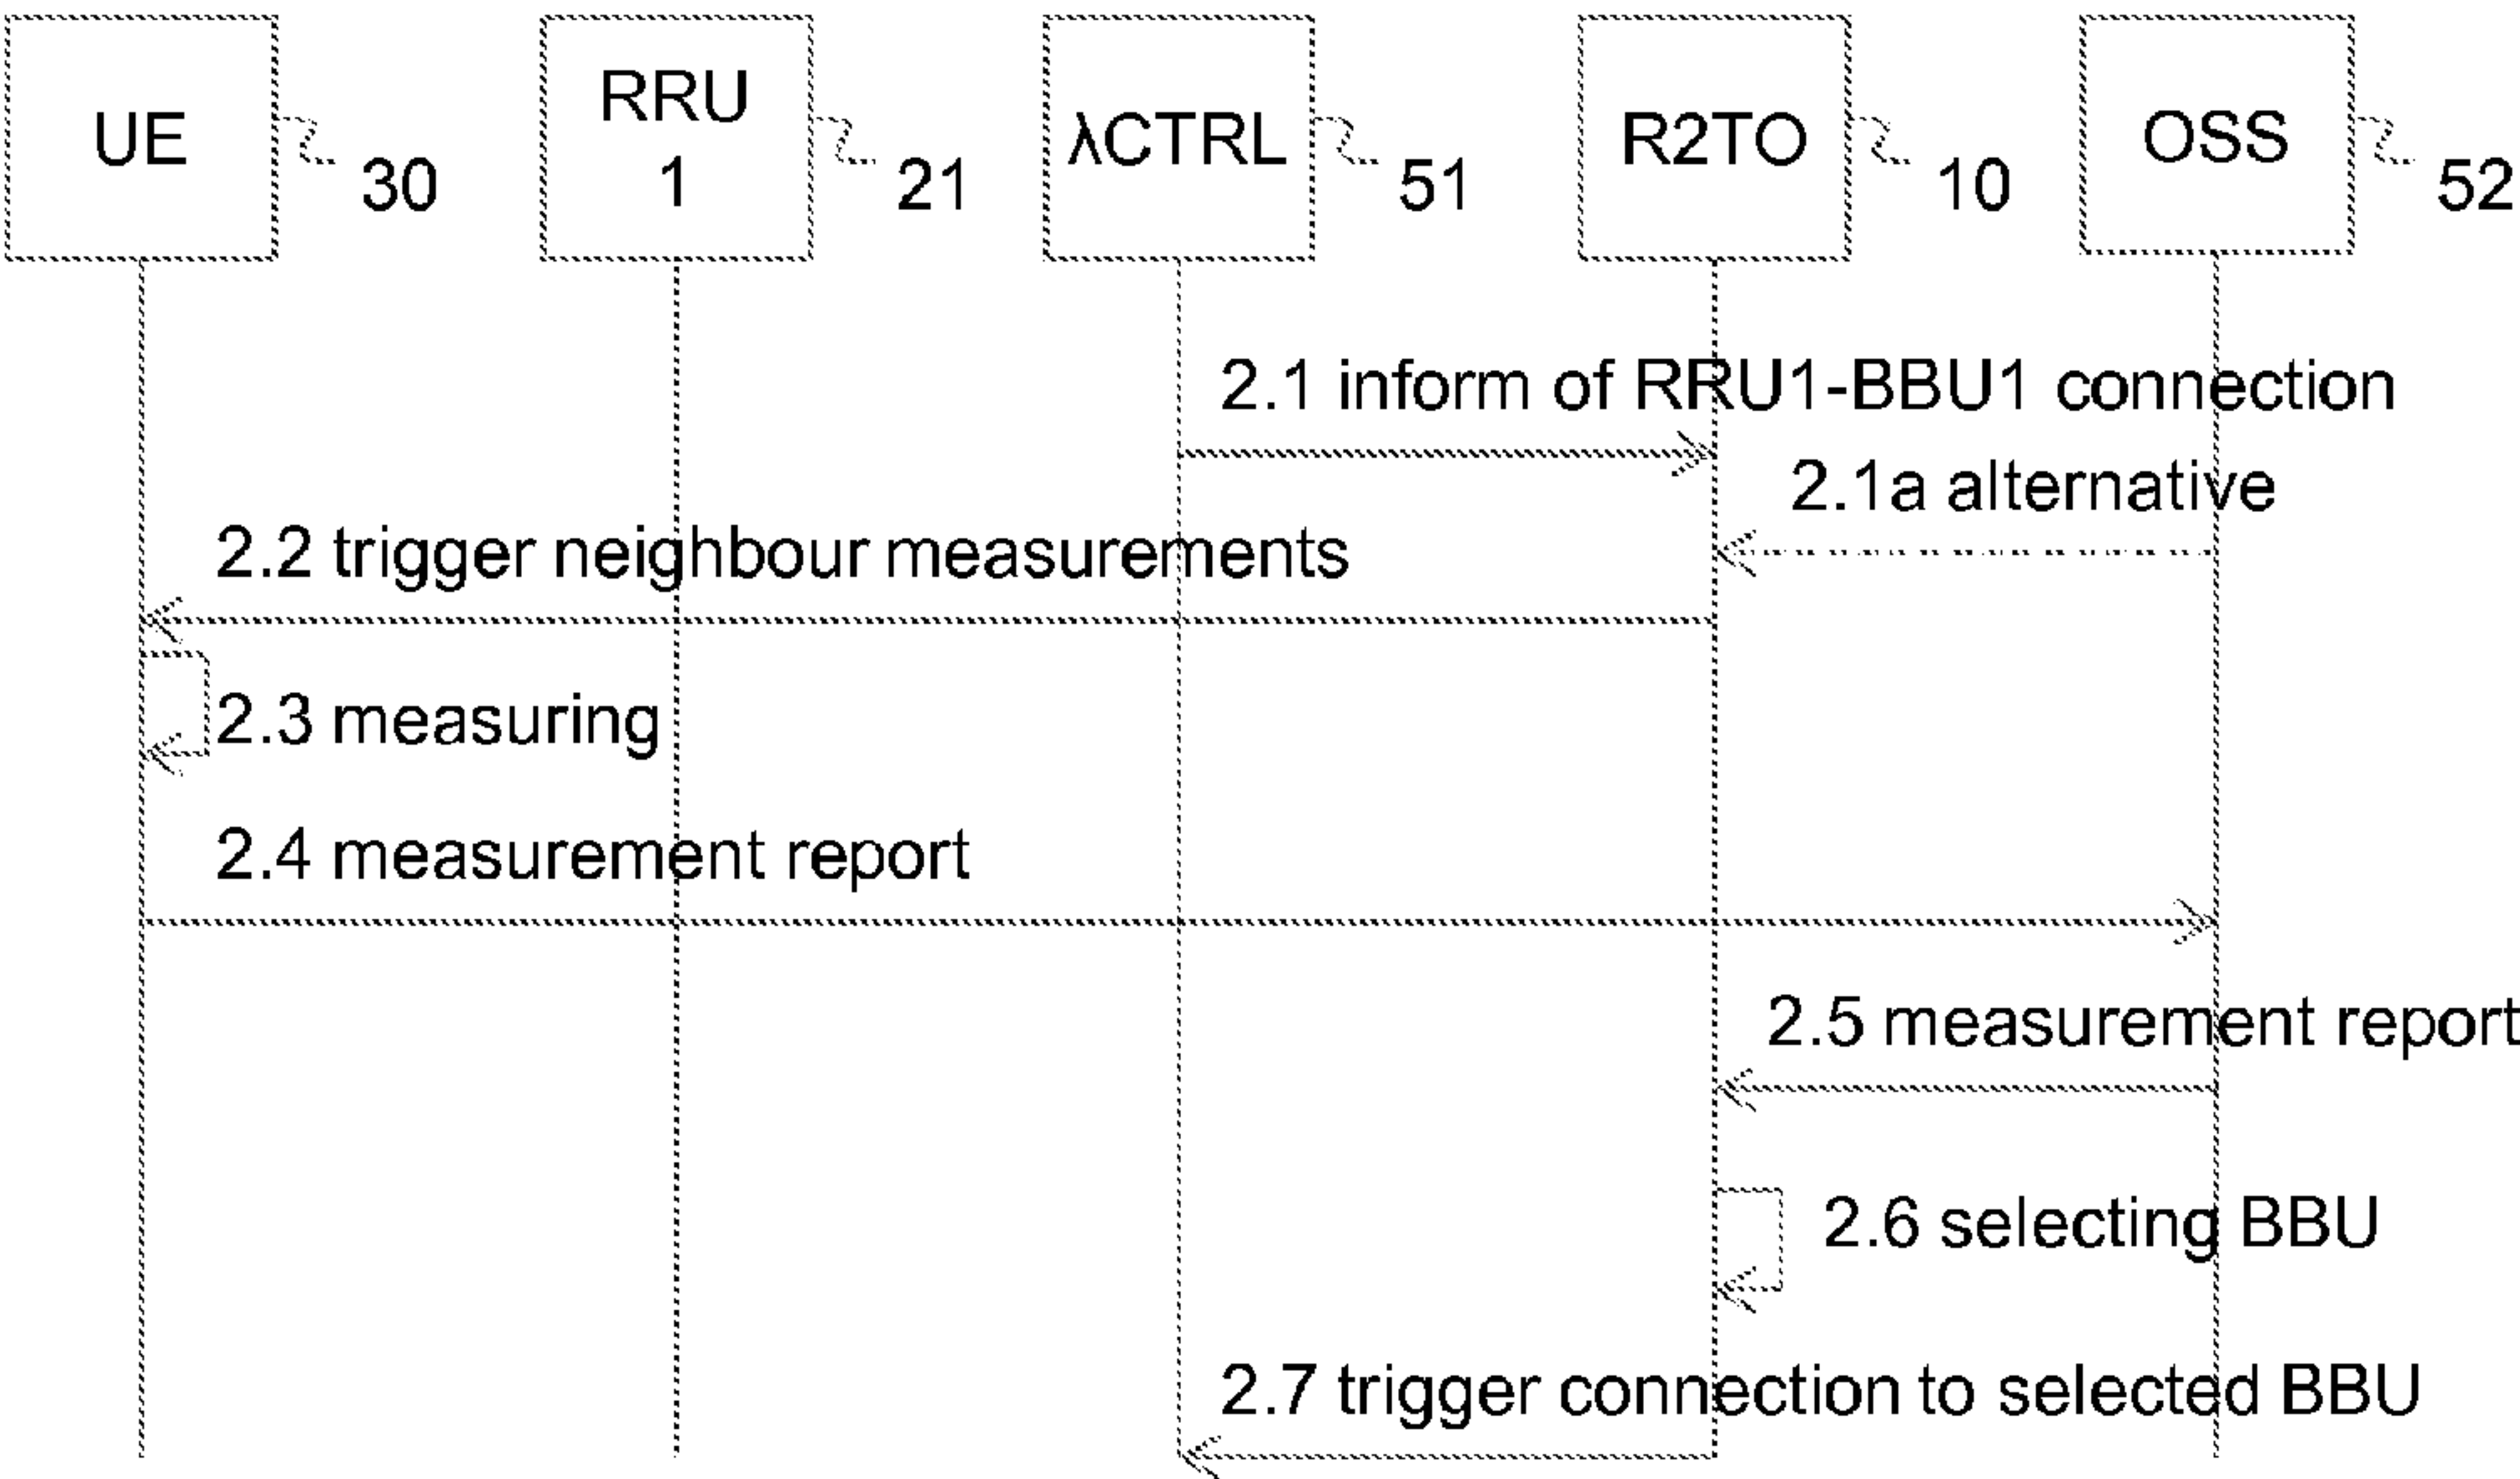 UE
30
RRU
1
21
λCTRL
51
R2TO
10
OSS
52
2.1 inform of RRU1-BBU1 connection
2.1a alternative
2.2 trigger neighbour measurements
2.3 measuring
2.4 measurement report
2.5 measurement report
2.6 selecting BBU
2.7 trigger connection to selected BBU